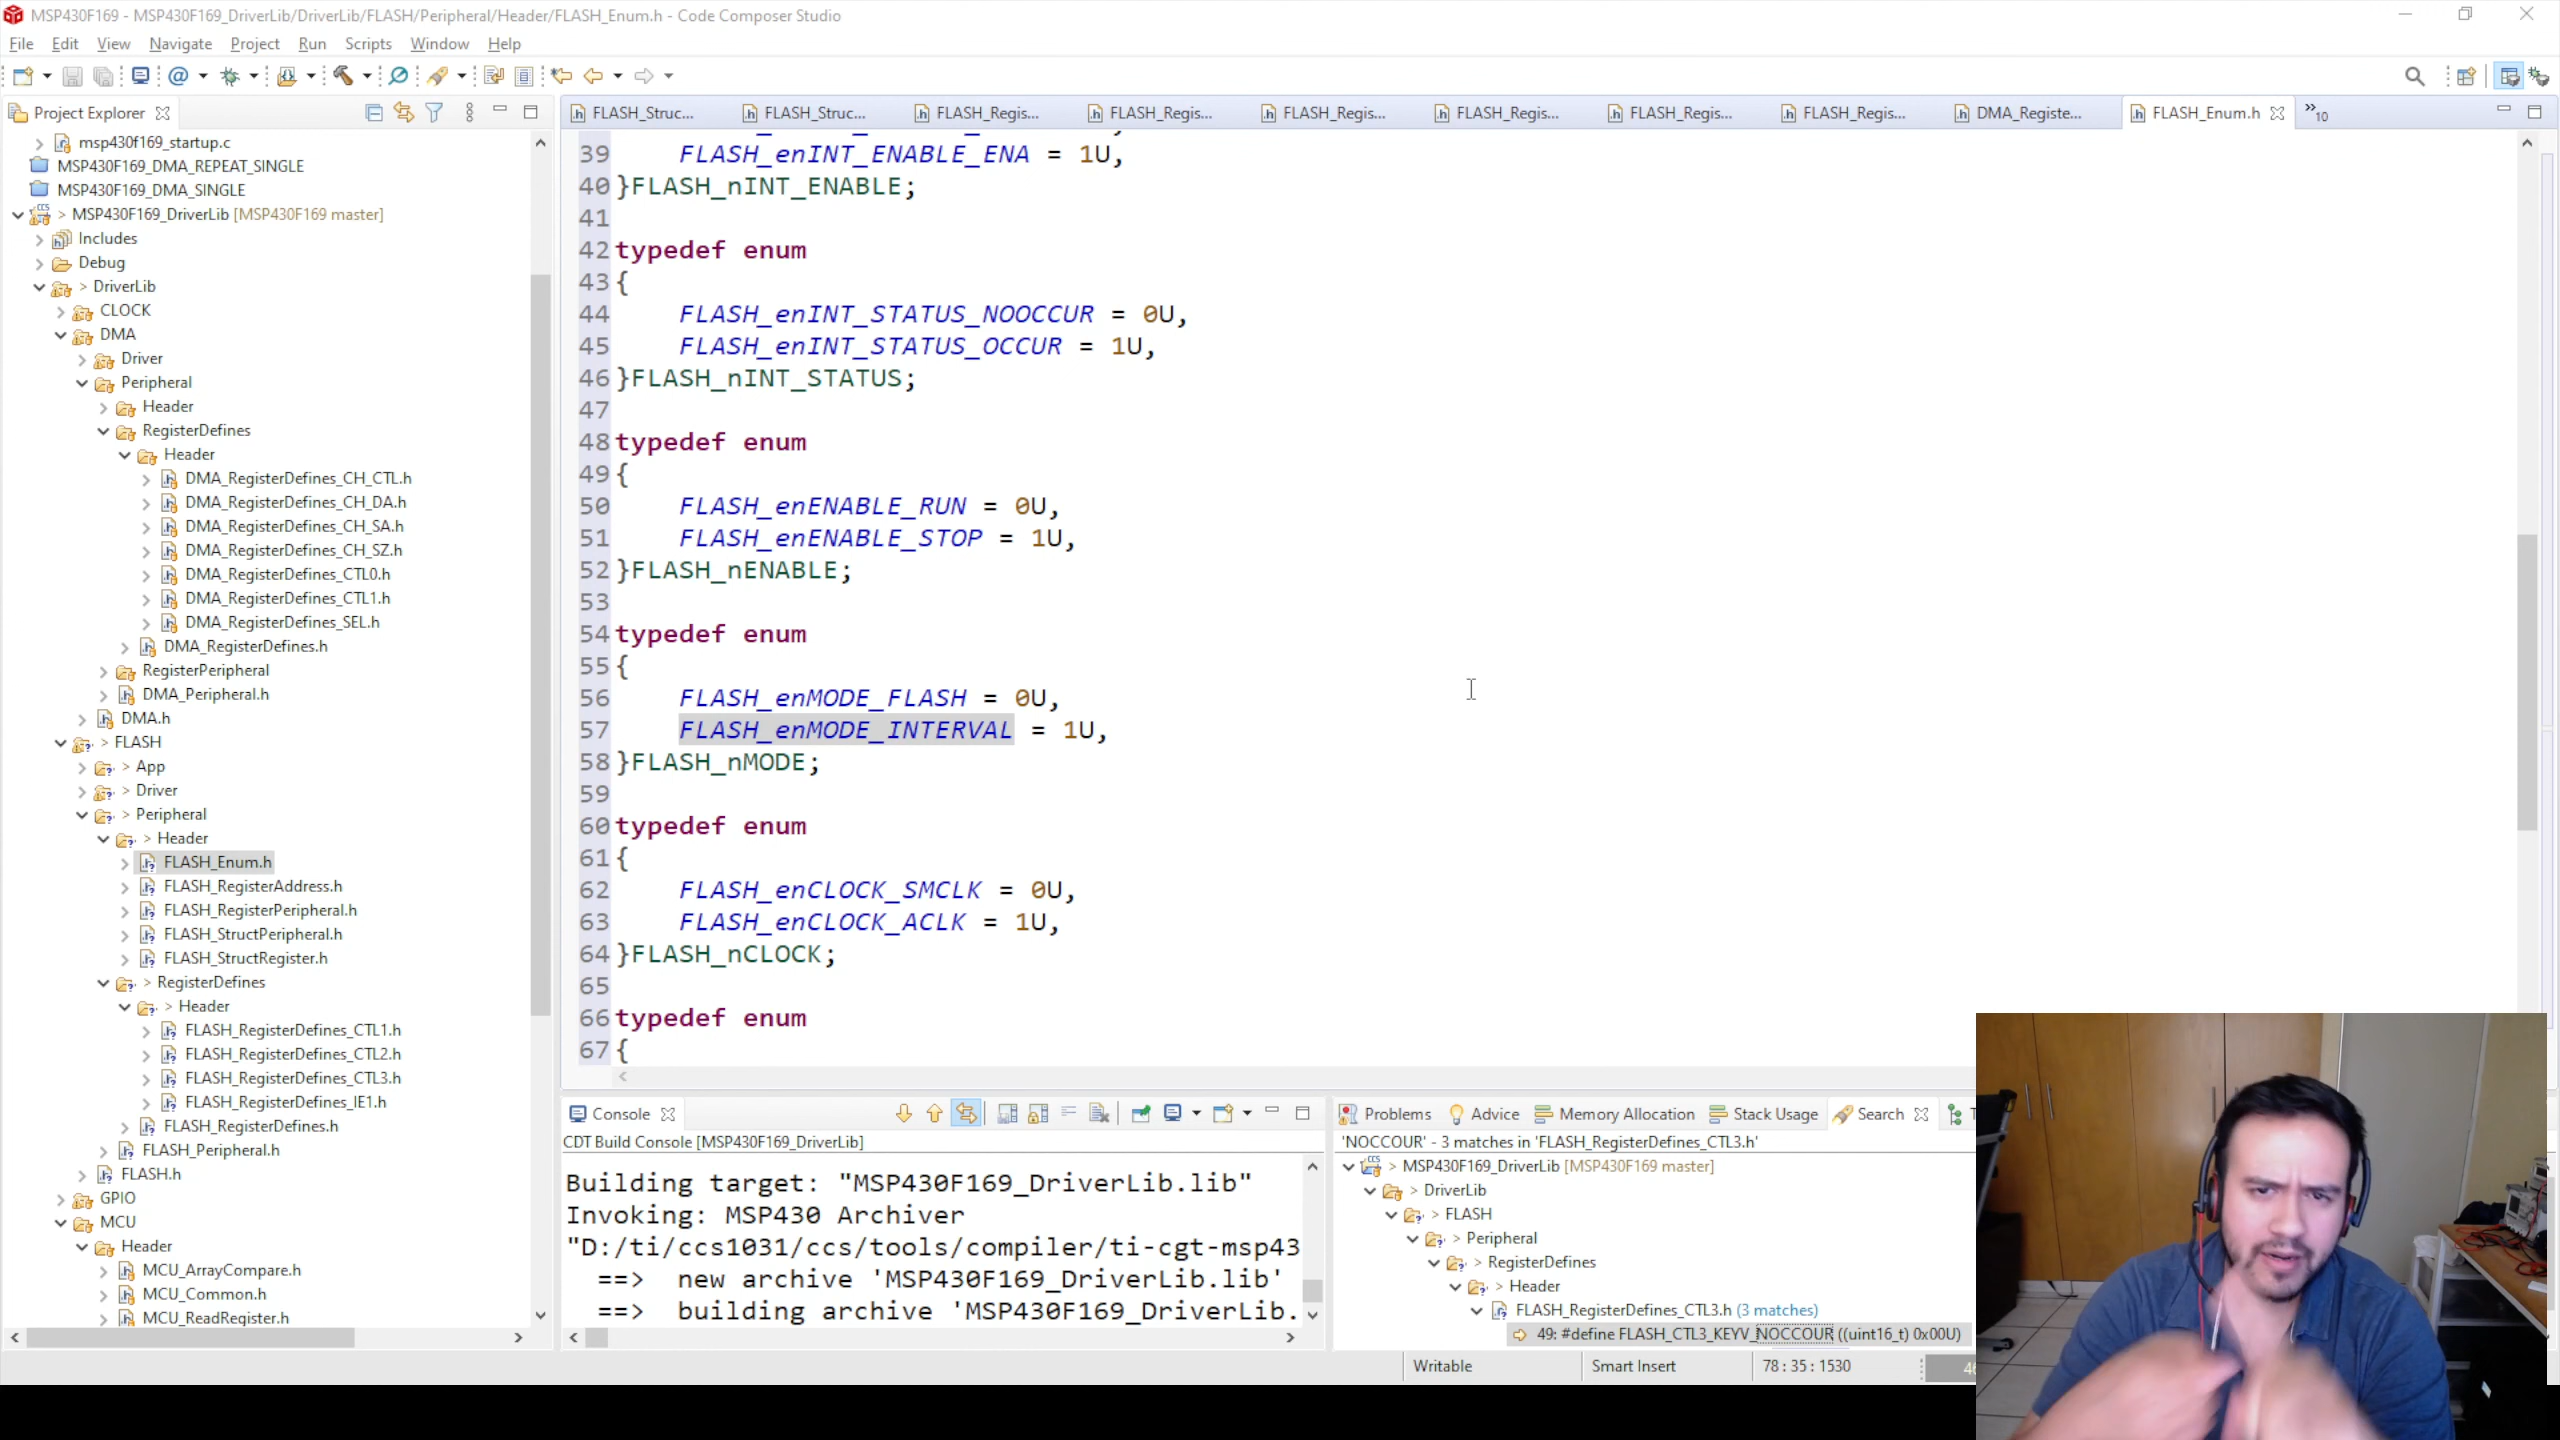 MSP430F169 - MSP430F169_DriverLib/DriverLib/FLASH/Peripheral/Header/FLASH_Enum.h - Code Composer Studio
File Edit View Navigate Project Run Scripts Window Help
Project Explorer
msp430f169_startup.c
MSP430F169_DMA_REPEAT_SINGLE
MSP430F169_DMA_SINGLE
> MSP430F169_DriverLib [MSP430F169 master]
Includes
Debug
> DriverLib
CLOCK
DMA
Driver
Peripheral
Header
RegisterDefines
Header
DMA_RegisterDefines_CH_CTL.h
DMA_RegisterDefines_CH_DA.h
DMA_RegisterDefines_CH_SA.h
DMA_RegisterDefines_CH_SZ.h
DMA_RegisterDefines_CTL0.h
DMA_RegisterDefines_CTL1.h
DMA_RegisterDefines_SEL.h
DMA_RegisterDefines.h
RegisterPeripheral
DMA_Peripheral.h
DMA.h
> FLASH
> App
> Driver
> Peripheral
> Header
FLASH_Enum.h
FLASH_RegisterAddress.h
FLASH_RegisterPeripheral.h
FLASH_StructPeripheral.h
FLASH_StructRegister.h
> RegisterDefines
> Header
FLASH_RegisterDefines_CTL1.h
FLASH_RegisterDefines_CTL2.h
FLASH_RegisterDefines_CTL3.h
FLASH_RegisterDefines_IE1.h
FLASH_RegisterDefines.h
FLASH_Peripheral.h
FLASH.h
GPIO
MCU
Header
MCU_ArrayCompare.h
MCU_Common.h
MCU_ReadRegister.h
FLASH_Struc... FLASH_Struc... FLASH_Regis... FLASH_Regis... FLASH_Regis... FLASH_Regis... FLASH_Regis... FLASH_Regis... DMA_Registe... FLASH_Enum.h »10
39 FLASH_enINT_ENABLE_ENA = 1U,
40 }FLASH_nINT_ENABLE;
41
42 typedef enum
43 {
44 FLASH_enINT_STATUS_NOOCCUR = 0U,
45 FLASH_enINT_STATUS_OCCUR = 1U,
46 }FLASH_nINT_STATUS;
47
48 typedef enum
49 {
50 FLASH_enENABLE_RUN = 0U,
51 FLASH_enENABLE_STOP = 1U,
52 }FLASH_nENABLE;
53
54 typedef enum
55 {
56 FLASH_enMODE_FLASH = 0U,
57 FLASH_enMODE_INTERVAL = 1U,
58 }FLASH_nMODE;
59
60 typedef enum
61 {
62 FLASH_enCLOCK_SMCLK = 0U,
63 FLASH_enCLOCK_ACLK = 1U,
64 }FLASH_nCLOCK;
65
66 typedef enum
67 {
Console
CDT Build Console [MSP430F169_DriverLib]
Building target: "MSP430F169_DriverLib.lib"
Invoking: MSP430 Archiver
"D:/ti/ccs1031/ccs/tools/compiler/ti-cgt-msp43
==> new archive 'MSP430F169_DriverLib.lib'
==> building archive 'MSP430F169_DriverLib.
Problems Advice Memory Allocation Stack Usage Search
'NOCCOUR' - 3 matches in 'FLASH_RegisterDefines_CTL3.h'
> MSP430F169_DriverLib [MSP430F169 master]
> DriverLib
> FLASH
> Peripheral
> RegisterDefines
> Header
FLASH_RegisterDefines_CTL3.h (3 matches)
49: #define FLASH_CTL3_KEYV_NOCCOUR ((uint16_t) 0x00U)
Writable Smart Insert 78 : 35 : 1530